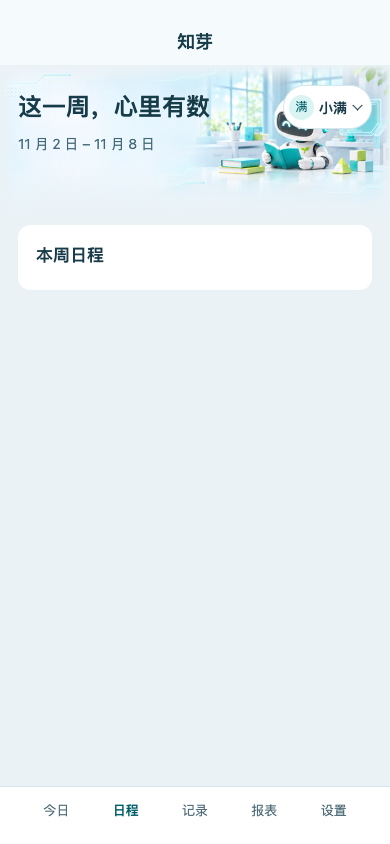 知芽
这一周，心里有数
满 小满
11 月 2 日 – 11 月 8 日
本周日程
今日 日程 记录 报表 设置